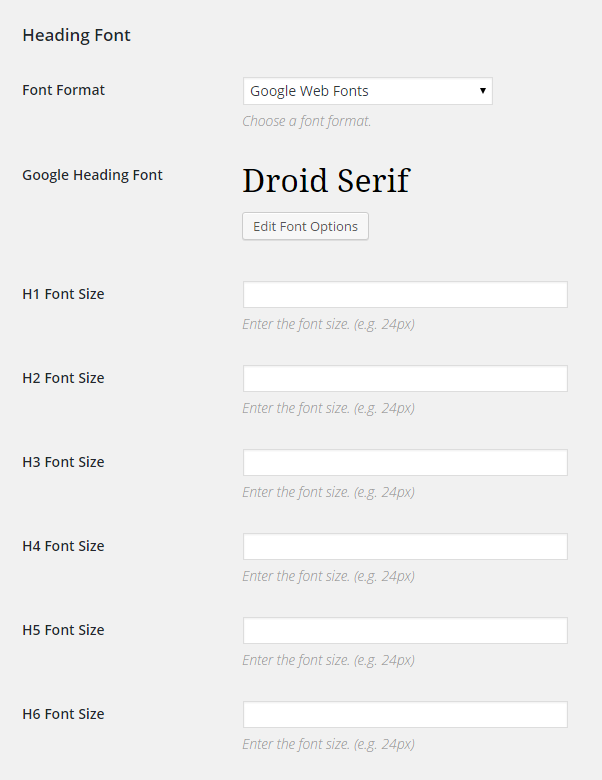 Heading Font
Font Format
Google Web Fonts
Choose a font format.
Google Heading Font
Droid Serif
Edit Font Options
H1 Font Size
Enter the font size. (e.g. 24px)
H2 Font Size
Enter the font size. (e.g. 24px)
H3 Font Size
Enter the font size. (e.g. 24px)
H4 Font Size
Enter the font size. (e.g. 24px)
H5 Font Size
Enter the font size. (e.g. 24px)
H6 Font Size
Enter the font size. (e.g. 24px)